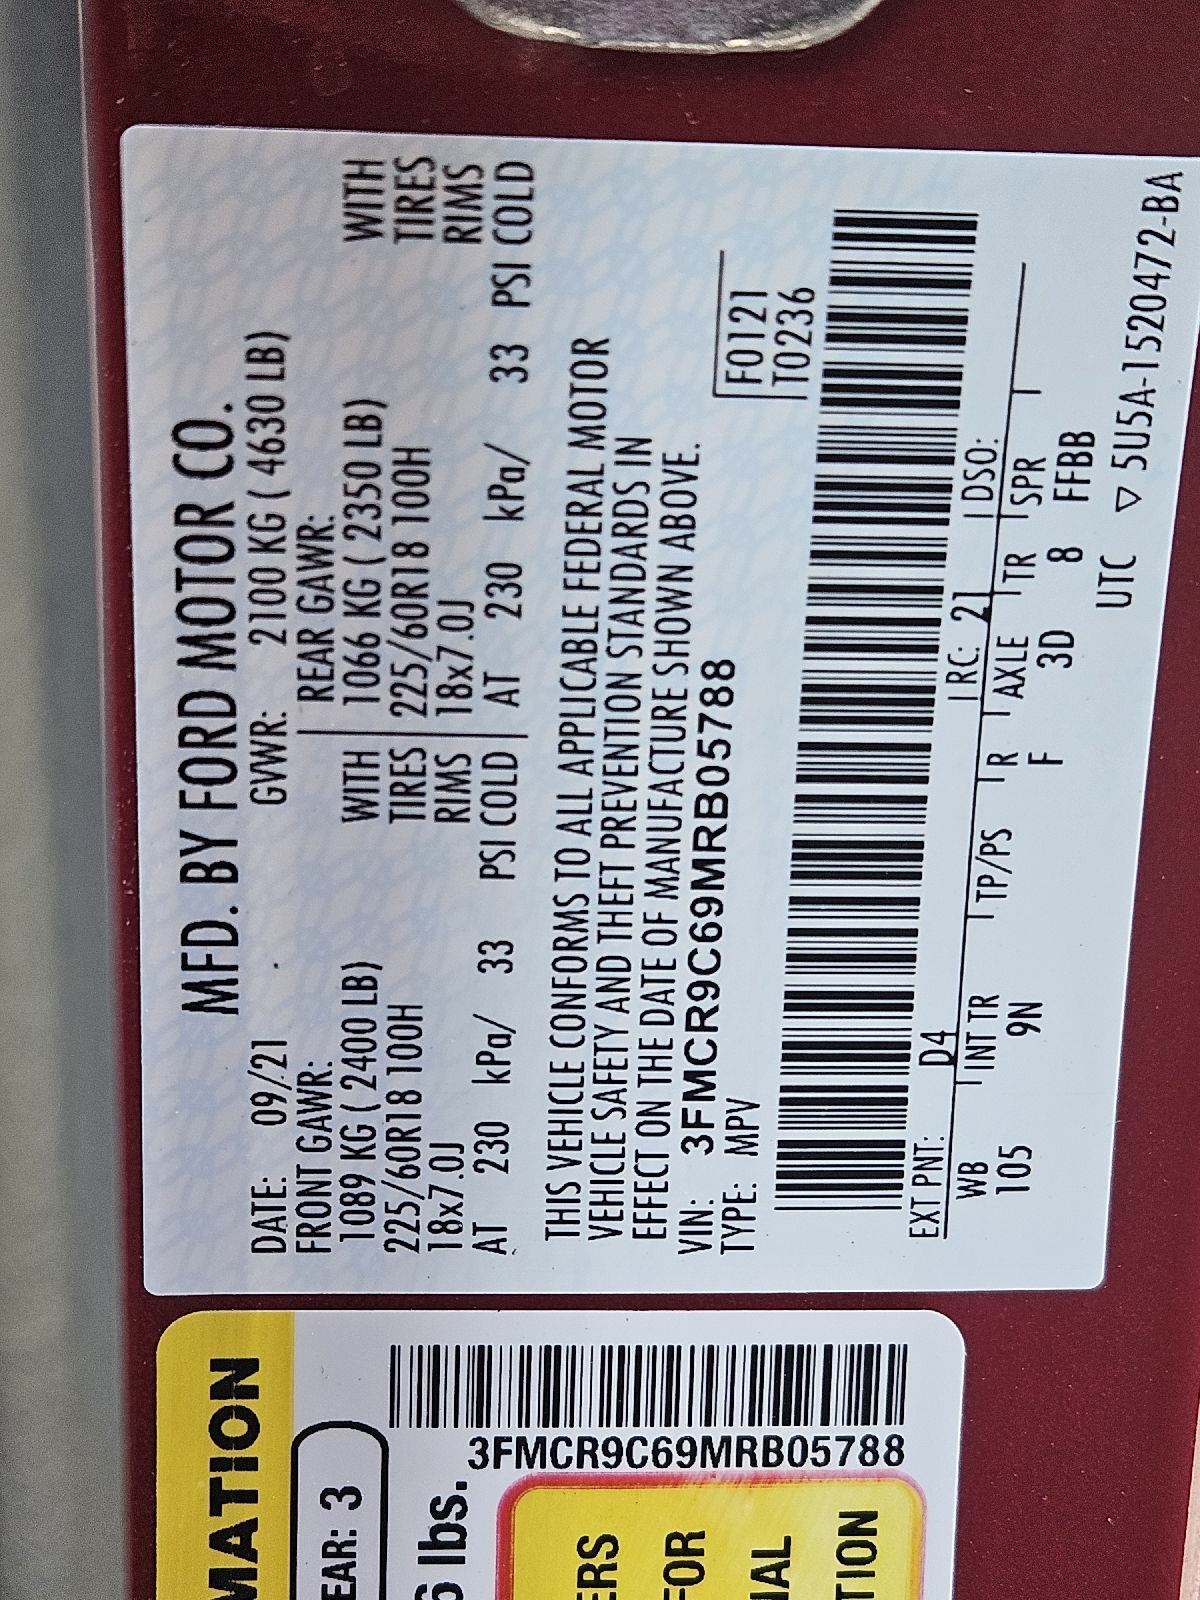 MFD. BY FORD MOTOR CO.
DATE: 09/21 GVWR: 2100 KG ( 4630 LB)
FRONT GAWR: REAR GAWR:
1089 KG ( 2400 LB) WITH 1066 KG ( 2350 LB) WITH
225/60R18 100H TIRES 225/60R18 100H TIRES
18x7.0J RIMS 18x7.0J RIMS
AT 230 kPa/ 33 PSI COLD AT 230 kPa/ 33 PSI COLD
THIS VEHICLE CONFORMS TO ALL APPLICABLE FEDERAL MOTOR
VEHICLE SAFETY AND THEFT PREVENTION STANDARDS IN
EFFECT ON THE DATE OF MANUFACTURE SHOWN ABOVE.
VIN: 3FMCR9C69MRB05788
TYPE: MPV
F0121
T0236
EXT PNT: D4 RC: 21 DSO:
WB INT TR TP/PS R AXLE TR SPR
105 9N F 3D 8 FFBB
UTC ▽ 5U5A-1520472-BA
MATION
EAR: 3
6 lbs.
3FMCR9C69MRB05788
ERS
FOR
IAL
TION